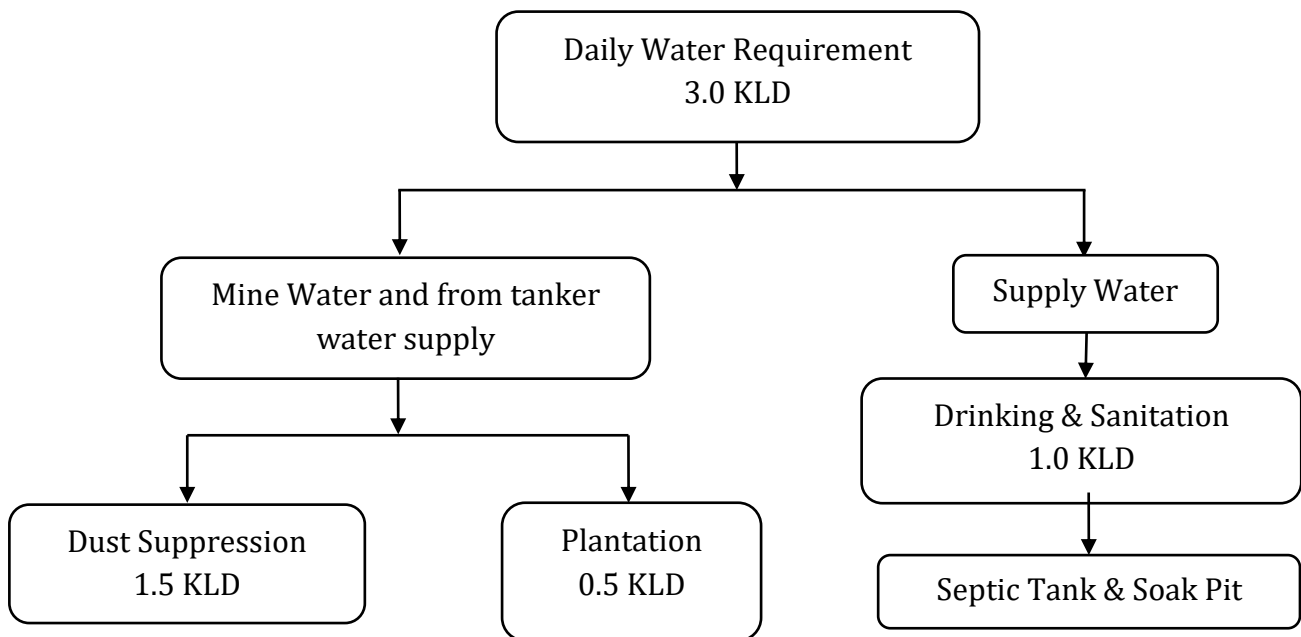 Daily Water Requirement
3.0 KLD
Mine Water and from tanker
water supply
Supply Water
Drinking & Sanitation
1.0 KLD
Dust Suppression
1.5 KLD
Plantation
0.5 KLD
Septic Tank & Soak Pit